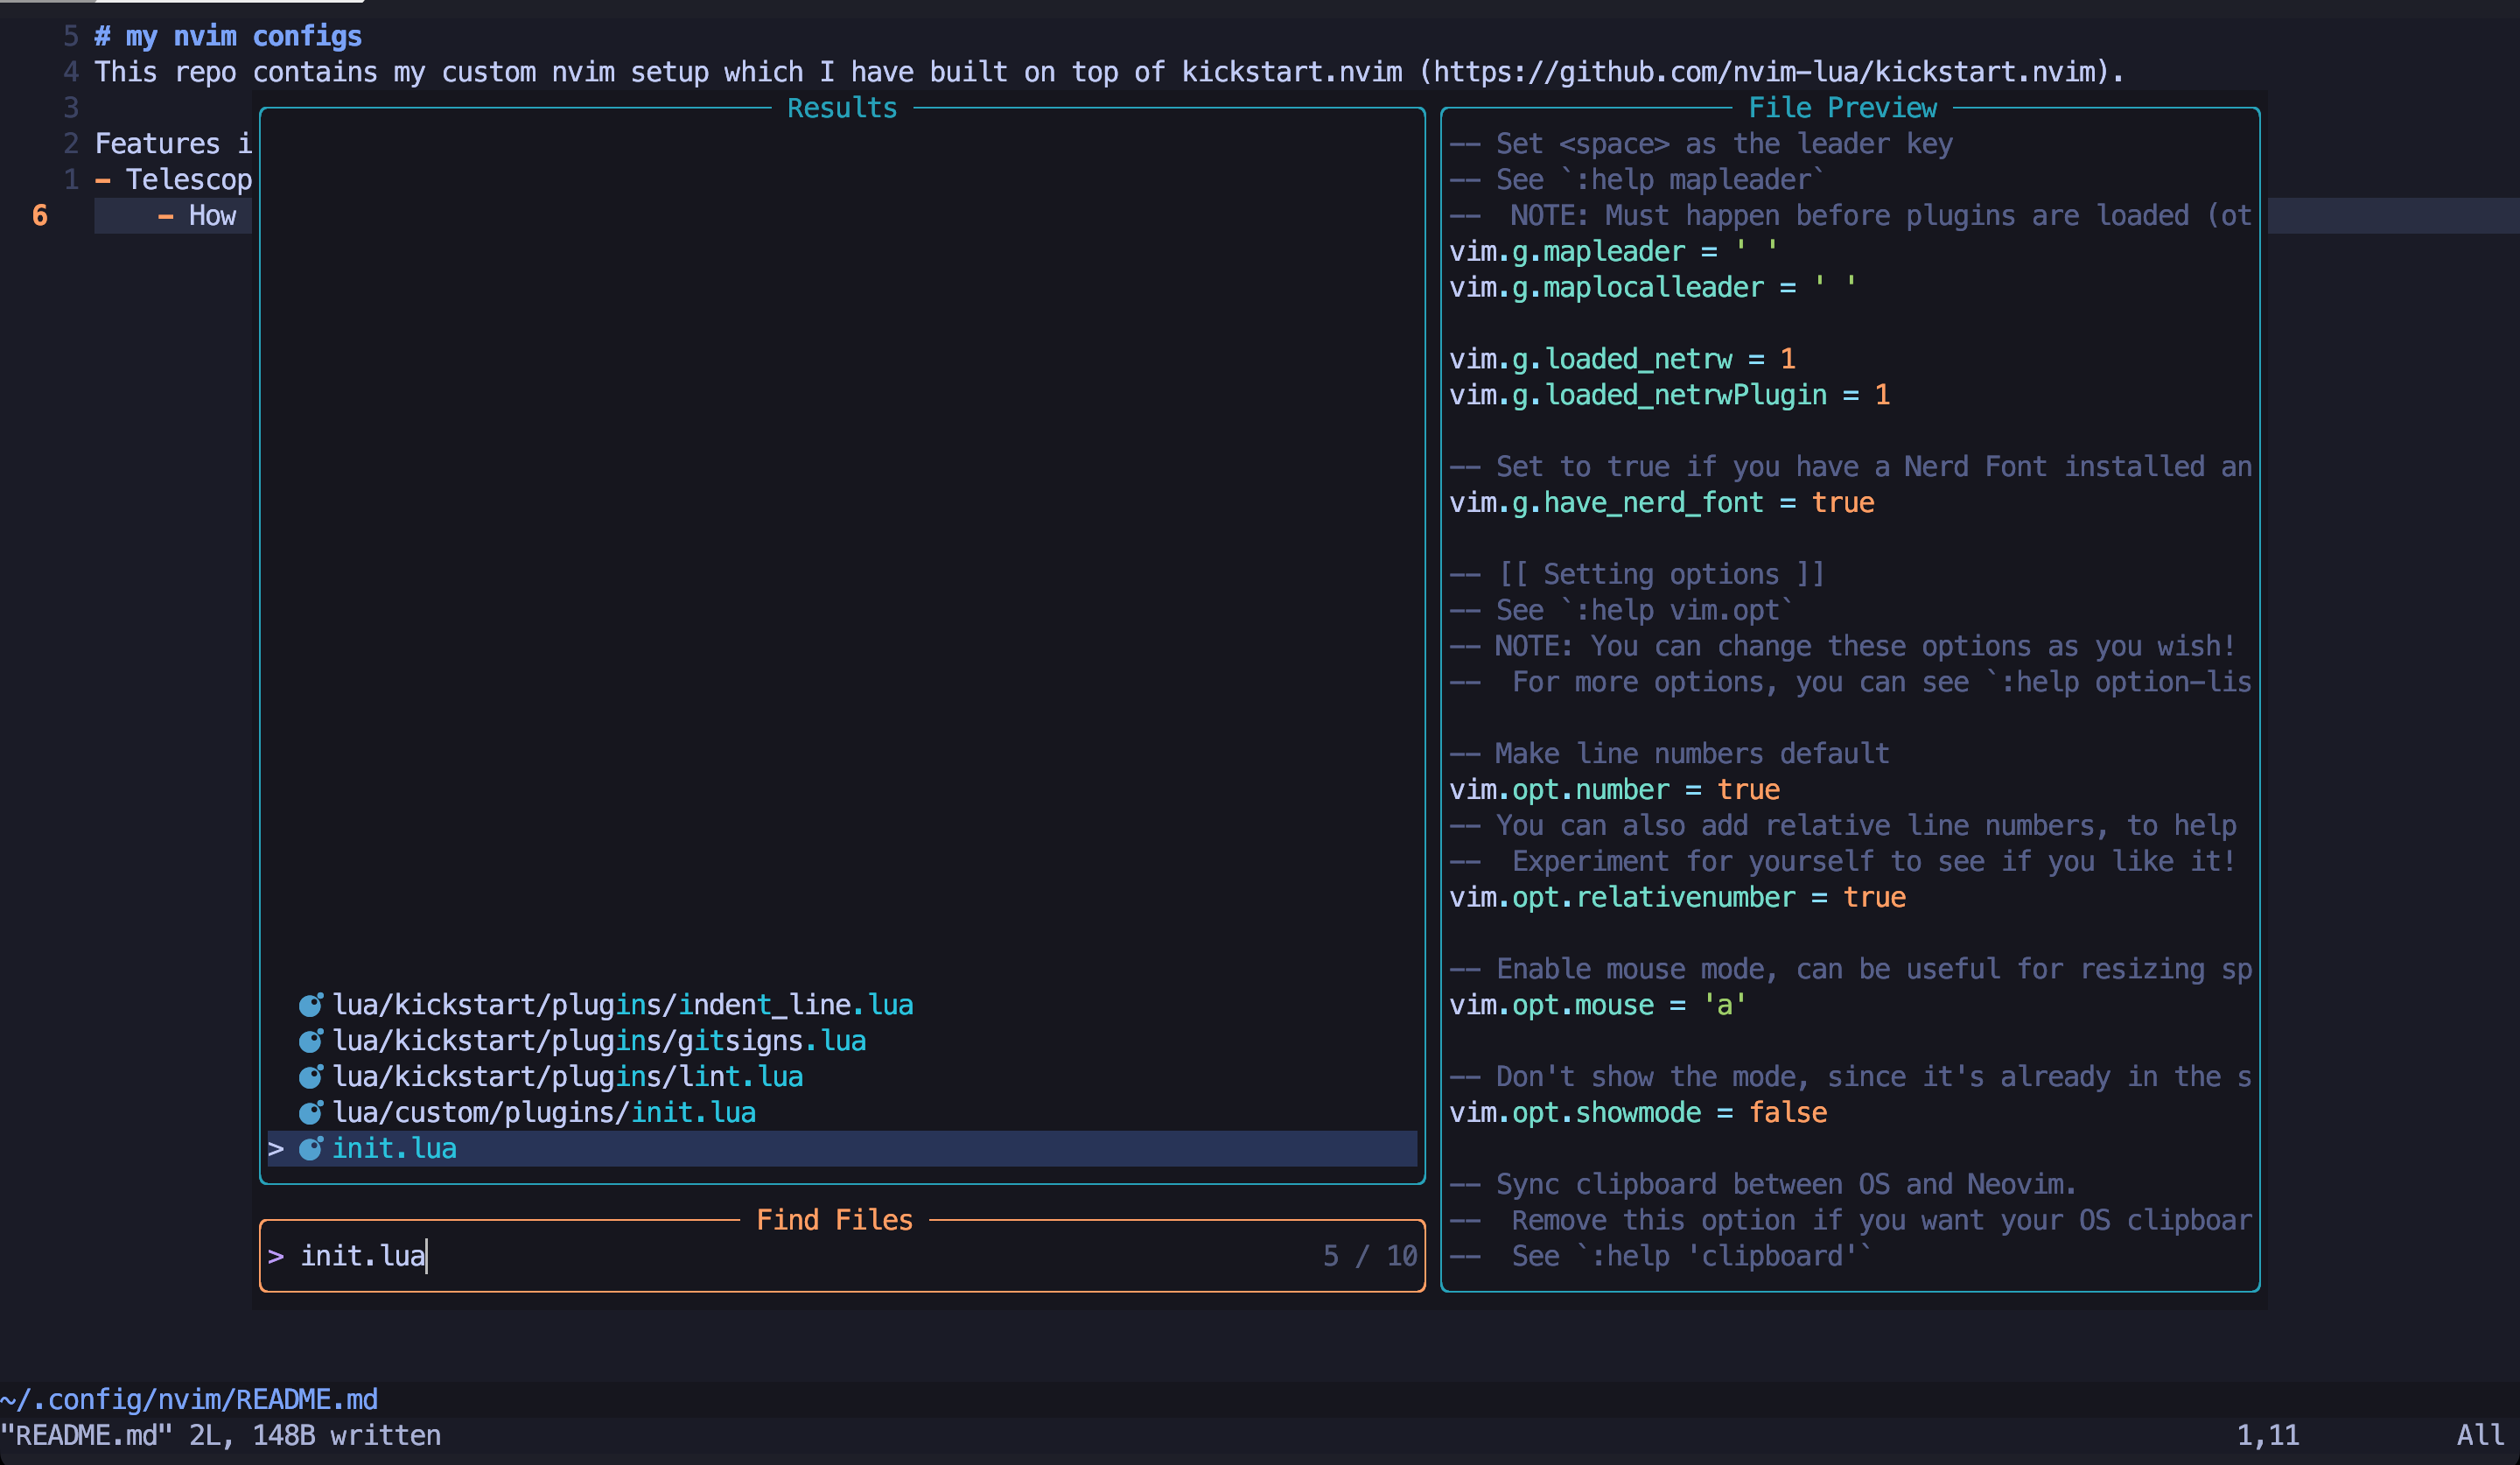 5 # my nvim configs
4 This repo contains my custom nvim setup which I have built on top of kickstart.nvim (https://github.com/nvim-lua/kickstart.nvim).
3
2 Features i
1 - Telescop
6 - How
Results
lua/kickstart/plugins/indent_line.lua
lua/kickstart/plugins/gitsigns.lua
lua/kickstart/plugins/lint.lua
lua/custom/plugins/init.lua
> init.lua
Find Files
> init.lua 5 / 10
File Preview
-- Set <space> as the leader key
-- See `:help mapleader`
--  NOTE: Must happen before plugins are loaded (ot
vim.g.mapleader = ' '
vim.g.maplocalleader = ' '
vim.g.loaded_netrw = 1
vim.g.loaded_netrwPlugin = 1
-- Set to true if you have a Nerd Font installed an
vim.g.have_nerd_font = true
-- [[ Setting options ]]
-- See `:help vim.opt`
-- NOTE: You can change these options as you wish!
--  For more options, you can see `:help option-lis
-- Make line numbers default
vim.opt.number = true
-- You can also add relative line numbers, to help
--  Experiment for yourself to see if you like it!
vim.opt.relativenumber = true
-- Enable mouse mode, can be useful for resizing sp
vim.opt.mouse = 'a'
-- Don't show the mode, since it's already in the s
vim.opt.showmode = false
-- Sync clipboard between OS and Neovim.
--  Remove this option if you want your OS clipboar
--  See `:help 'clipboard'`
~/.config/nvim/README.md
"README.md" 2L, 148B written 1,11 All